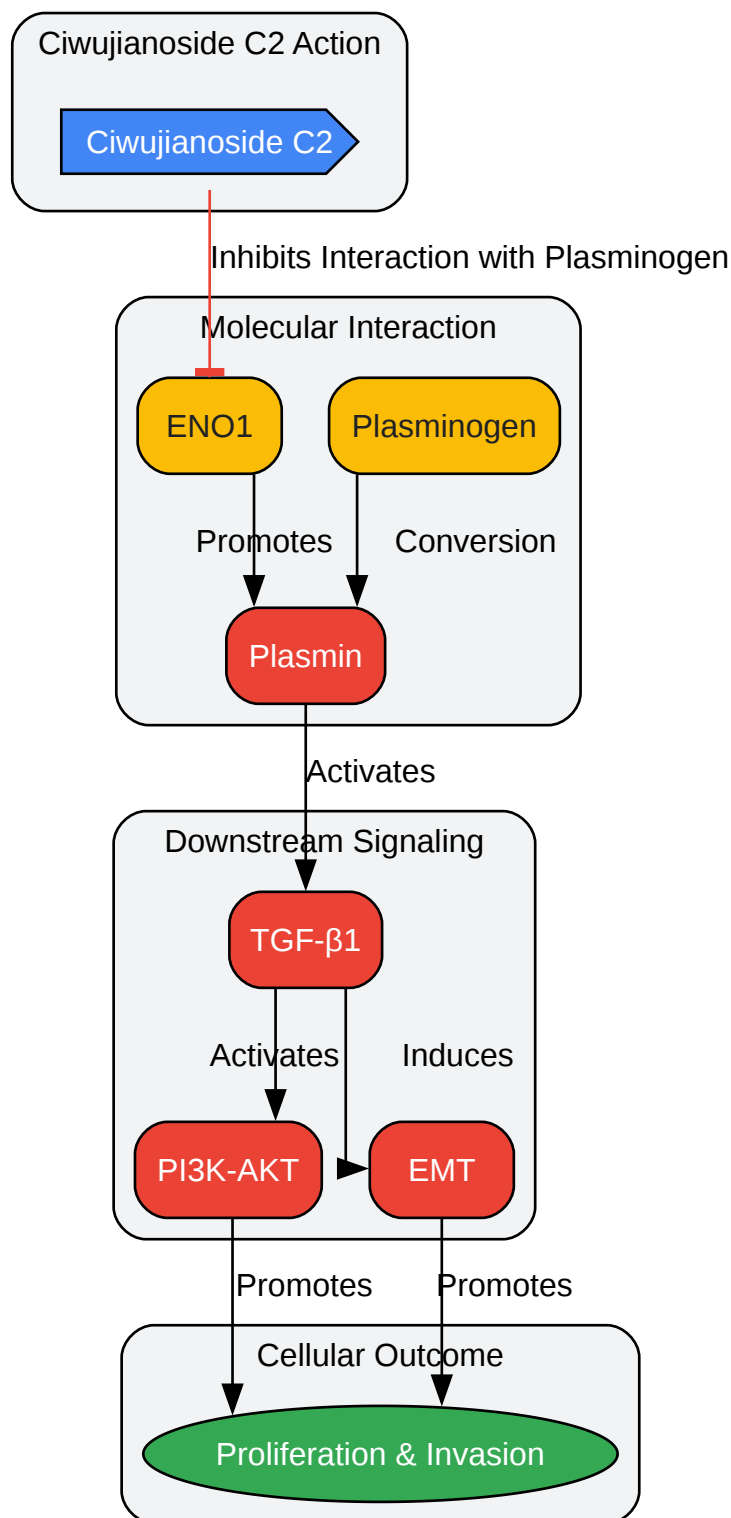 Ciwujianoside C2 Action
Ciwujianoside C2
Inhibits Interaction with Plasminogen
Molecular Interaction
ENO1
Plasminogen
Promotes
Conversion
Plasmin
Activates
Downstream Signaling
TGF-β1
Activates
Induces
PI3K-AKT
EMT
Promotes
Promotes
Cellular Outcome
Proliferation & Invasion